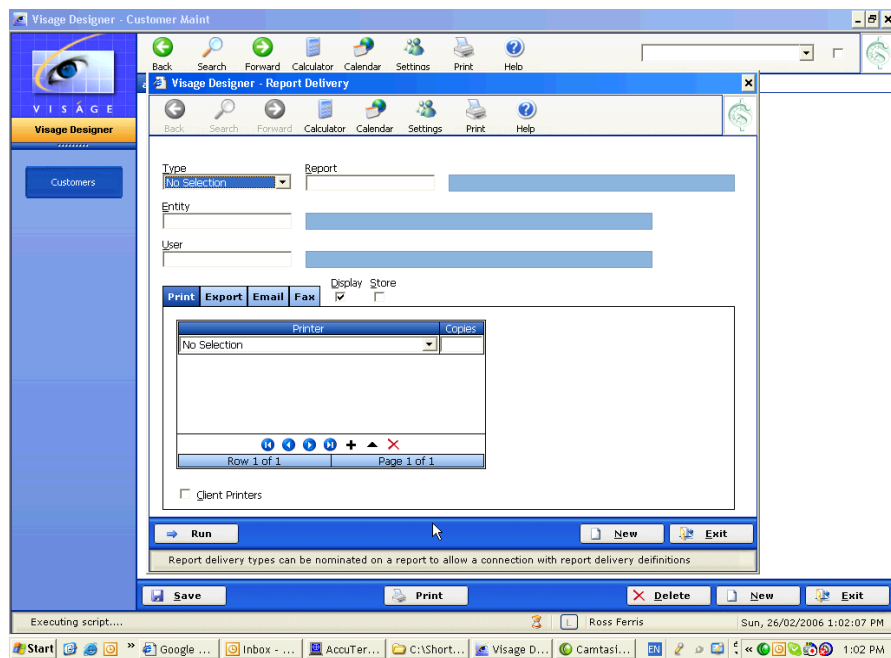 Visage Designer - Customer Maint
Back Search Forward Calculator Calendar Settings Print Help
Visage Designer - Report Delivery
VISÁGE
Visage Designer
Back Search Forward Calculator Calendar Settings Print Help
Customers
Type Report
No Selection
Entity
User
Display Store
Print Export Email Fax
Printer Copies
No Selection
Row 1 of 1 Page 1 of 1
Client Printers
Run New Exit
Report delivery types can be nominated on a report to allow a connection with report delivery deifinitions
Save Print Delete New Exit
Executing script.... L Ross Ferris Sun, 26/02/2006 1:02:07 PM
Start » Google ... Inbox - ... AccuTer... C:\Short... Visage D... Camtasi... EN « 1:02 PM